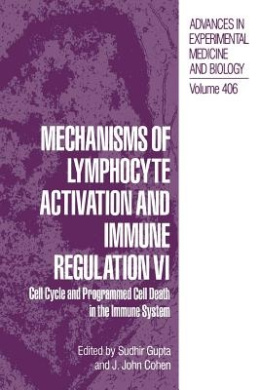 ADVANCES IN
EXPERIMENTAL
MEDICINE
AND BIOLOGY
Volume 406
MECHANISMS OF
LYMPHOCYTE
ACTIVATION AND
IMMUNE
REGULATION VI
Cell Cycle and Programmed Cell Death
in the Immune System
Edited by Sudhir Gupta
and J. John Cohen